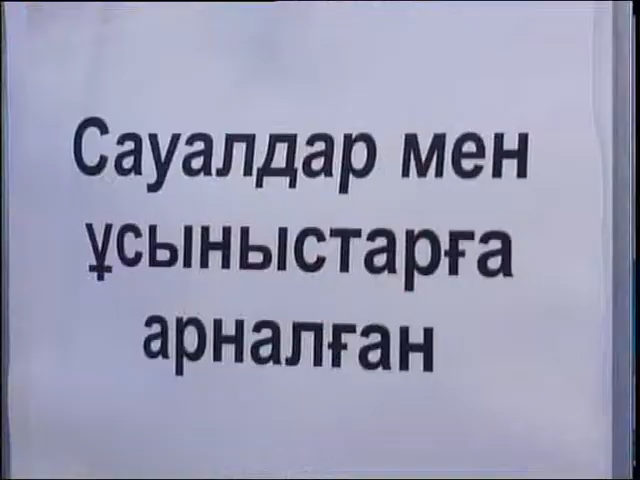 Сауалдар мен
ұсыныстарға
арналған